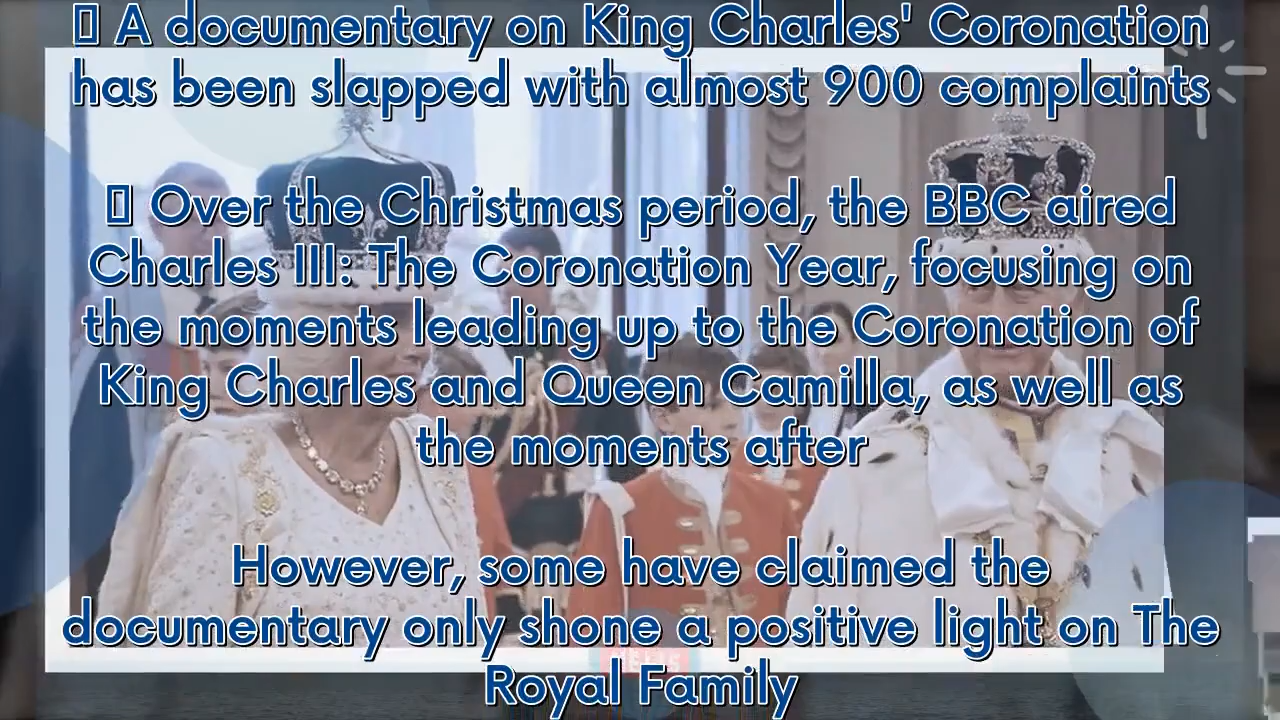 A documentary on King Charles' Coronation
has been slapped with almost 900 complaints
Over the Christmas period, the BBC aired
Charles III: The Coronation Year, focusing on
the moments leading up to the Coronation of
King Charles and Queen Camilla, as well as
the moments after
However, some have claimed the
documentary only shone a positive light on The
Royal Family